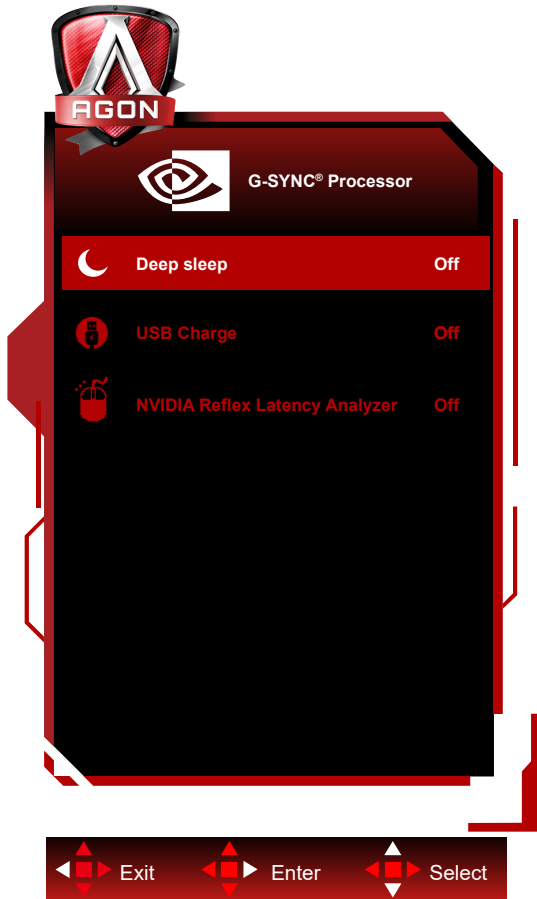 AGON
G-SYNC® Processor
Deep sleep Off
USB Charge Off
NVIDIA Reflex Latency Analyzer Off
Exit Enter Select